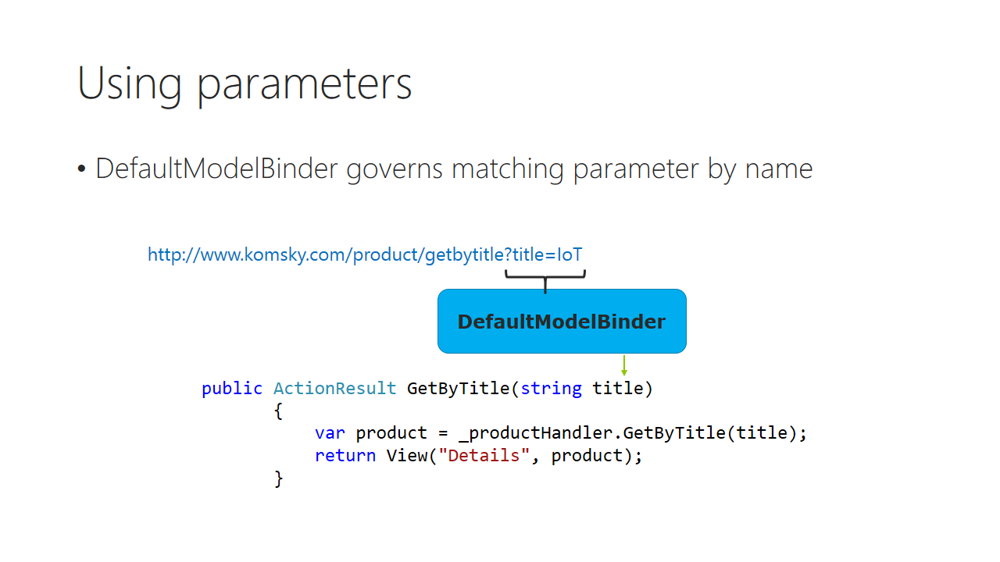 Using parameters
• DefaultModelBinder governs matching parameter by name
http://www.komsky.com/product/getbytitle?title=IoT
DefaultModelBinder
public ActionResult GetByTitle(string title)
{
var product = _productHandler.GetByTitle(title);
return View("Details", product);
}